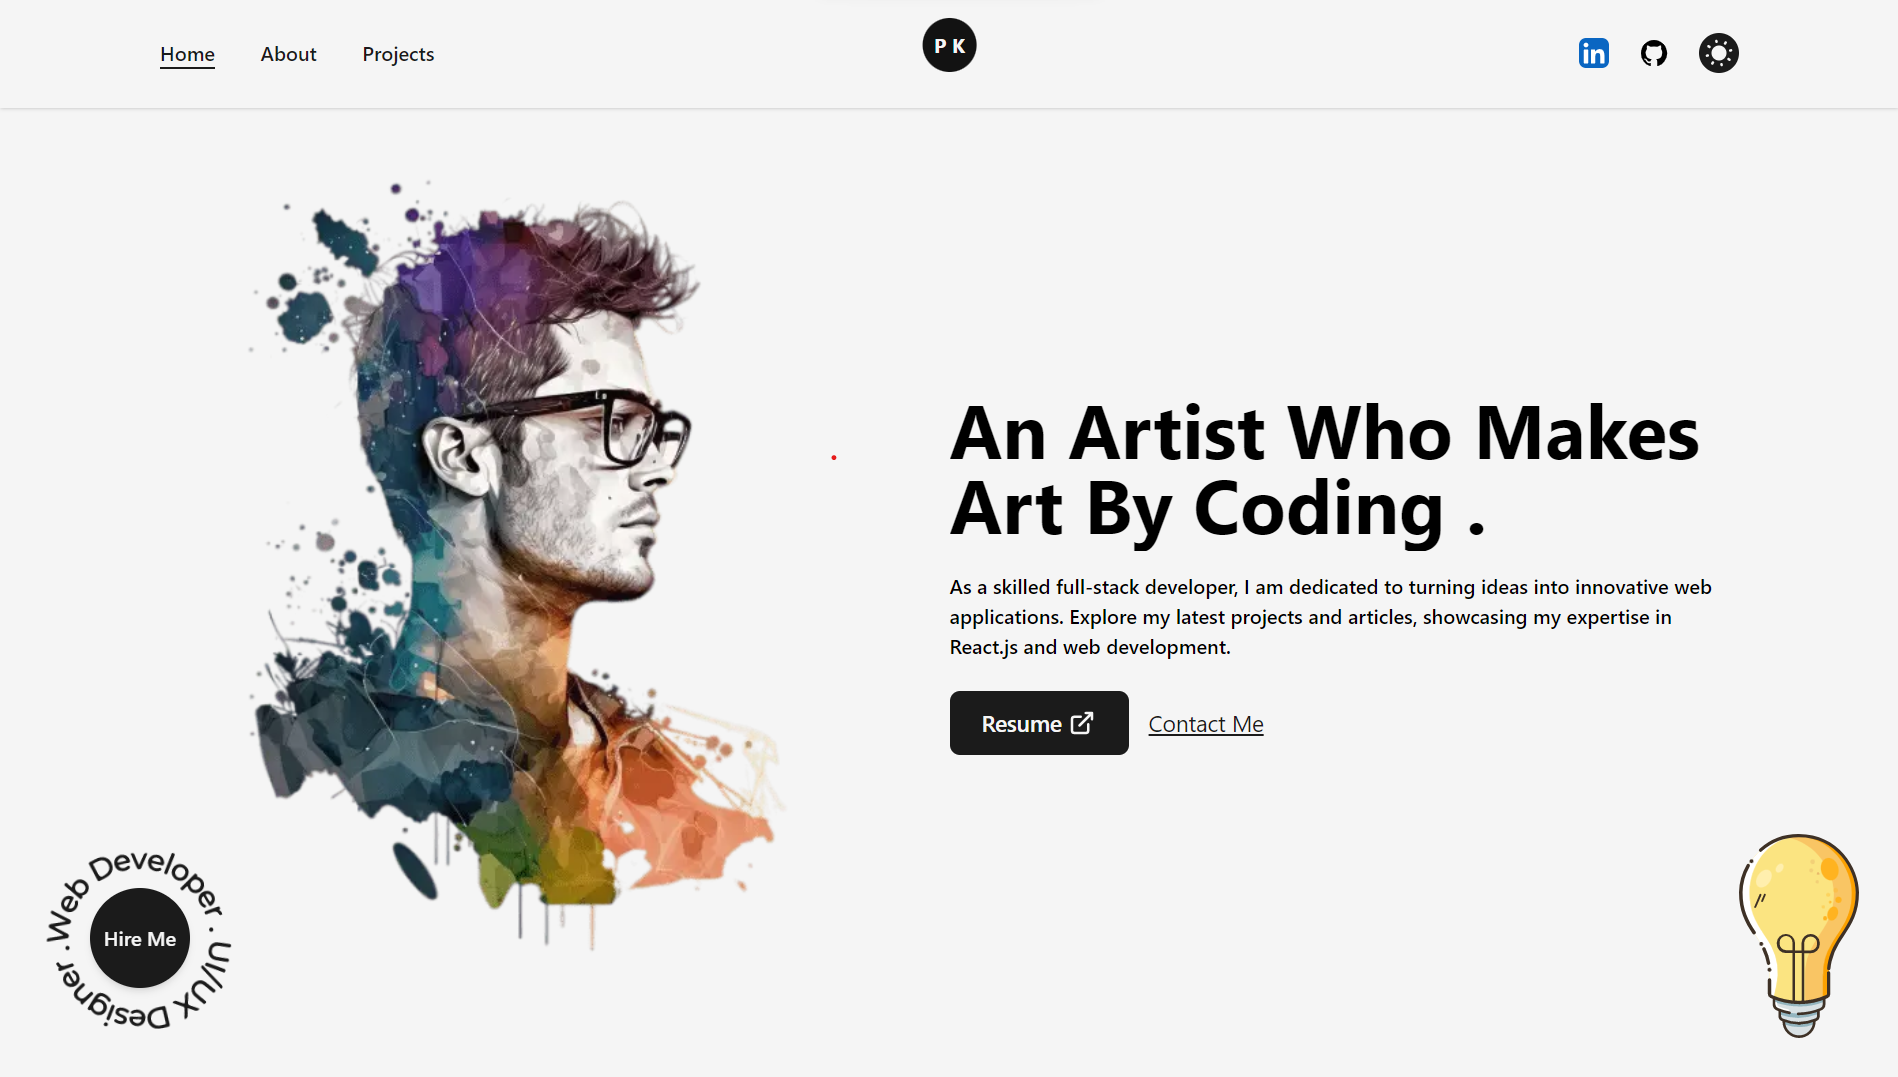 Home About Projects
P K
in
An Artist Who Makes
Art By Coding .
As a skilled full-stack developer, I am dedicated to turning ideas into innovative web
applications. Explore my latest projects and articles, showcasing my expertise in
React.js and web development.
Resume Contact Me
Web Developer . UI/UX Designer .
Hire Me